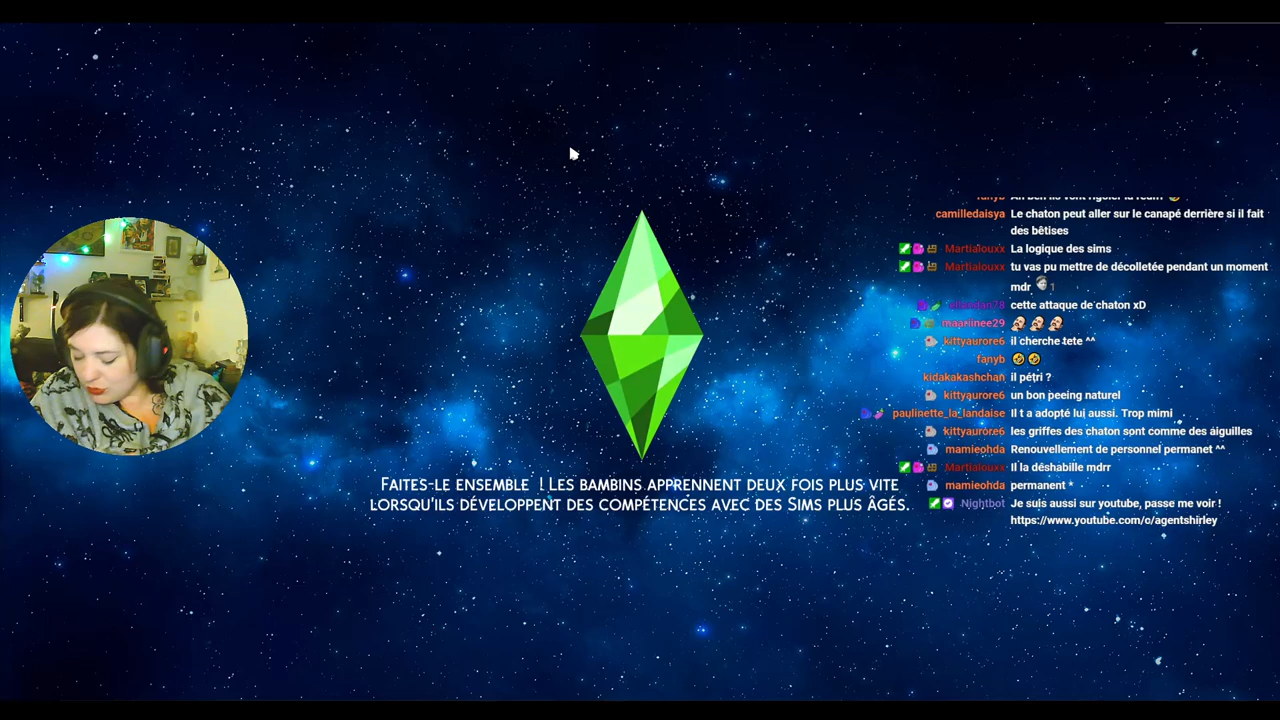 camilledaisya Le chaton peut aller sur le canapé derrière si il fait
des bêtises
Martialouxx La logique des sims
Martialouxx tu vas pu mettre de décolletée pendant un moment
mdr 1
cette attaque de chaton xD
maariinee29
kittyaurore6 il cherche tete ^^
fanyb
kidakakashchan il pétri ?
kittyaurore6 un bon peeing naturel
paulinette_la_landaise Il t a adopté lui aussi. Trop mimi
kittyaurore6 les griffes des chaton sont comme des aiguilles
mamieohda Renouvellement de personnel permanet ^^
Martialouxx Il la déshabille mdrr
mamieohda permanent *
Nightbot Je suis aussi sur youtube, passe me voir !
https://www.youtube.com/c/agentshirley
FAITES-LE ENSEMBLE ! LES BAMBINS APPRENNENT DEUX FOIS PLUS VITE
LORSQU'ILS DÉVELOPPENT DES COMPÉTENCES AVEC DES SIMS PLUS ÂGÉS.